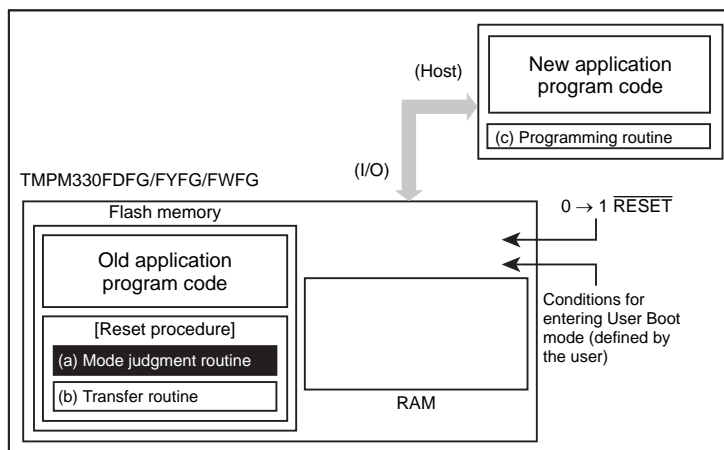 (Host)
New application
program code
(c) Programming routine
(I/O)
TMPM330FDFG/FYFG/FWFG
Flash memory
0 → 1 RESET
Old application
program code
[Reset procedure]
(a) Mode judgment routine
(b) Transfer routine
RAM
Conditions for
entering User Boot
mode (defined by
the user)